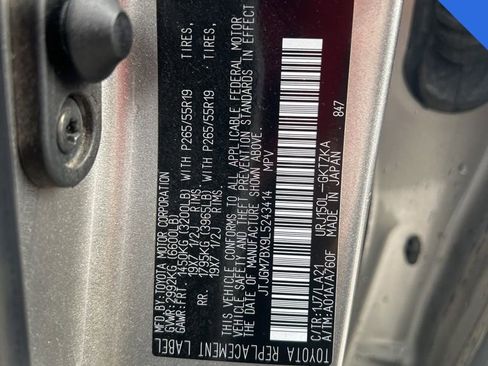 MFD.BY:TOYOTA MOTOR CORPORATION
GVWR:2992KG(6600LB)
GAWR:FRT. 1450KG(3200LB) WITH P265/55R19 TIRES,
19X7 1/2J RIMS,
RR. 1795KG(3965LB) WITH P265/55R19 TIRES,
19X7 1/2J RIMS,
THIS VEHICLE CONFORMS TO ALL APPLICABLE FEDERAL MOTOR
VEHICLE SAFETY AND THEFT PREVENTION STANDARDS IN EFFECT
ON THE DATE OF MANUFACTURE SHOWN ABOVE.
JTJGM7BX9L5243414 MPV
C/TR:1J7/LA21 URJ150L-GKTZKA
A/TM:A01A/A760F MADE IN JAPAN 847
TOYOTA REPLACEMENT LABEL